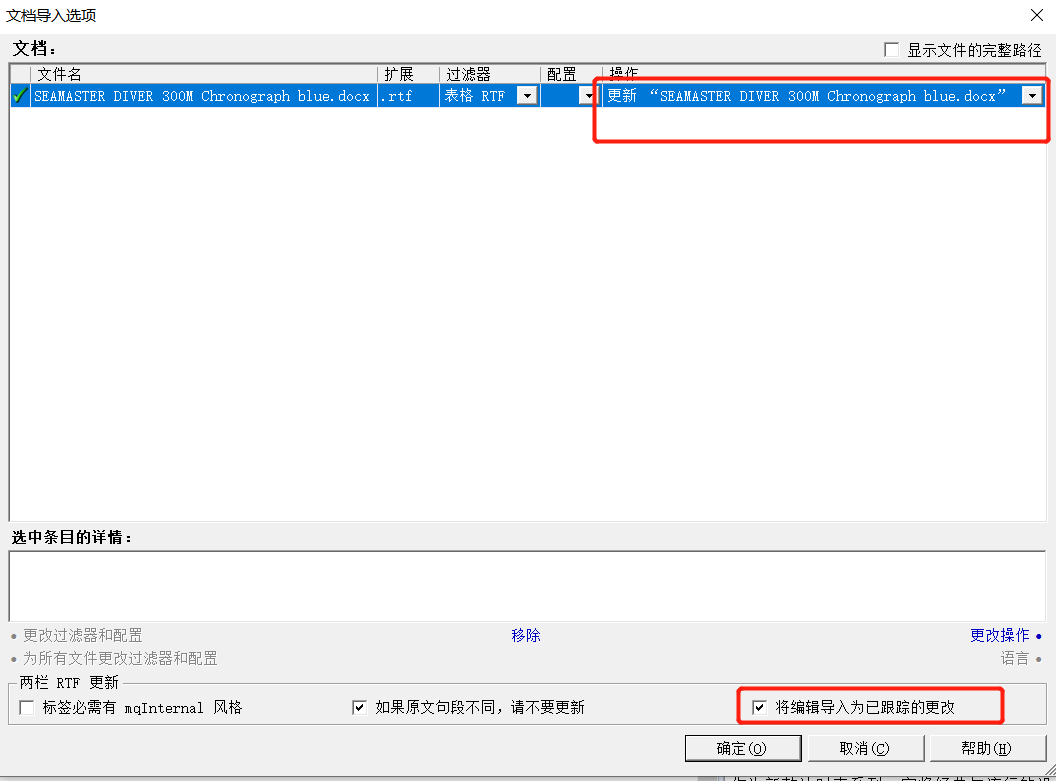 文档导入选项
文档：
显示文件的完整路径
文件名 扩展 过滤器 配置 操作
SEAMASTER DIVER 300M Chronograph blue.docx .rtf 表格 RTF 更新 “SEAMASTER DIVER 300M Chronograph blue.docx”
选中条目的详情：
• 更改过滤器和配置 移除 更改操作 •
• 为所有文件更改过滤器和配置 语言 •
两栏 RTF 更新
标签必需有 mqInternal 风格 如果原文句段不同，请不要更新 将编辑导入为已跟踪的更改
确定(O) 取消(C) 帮助(H)